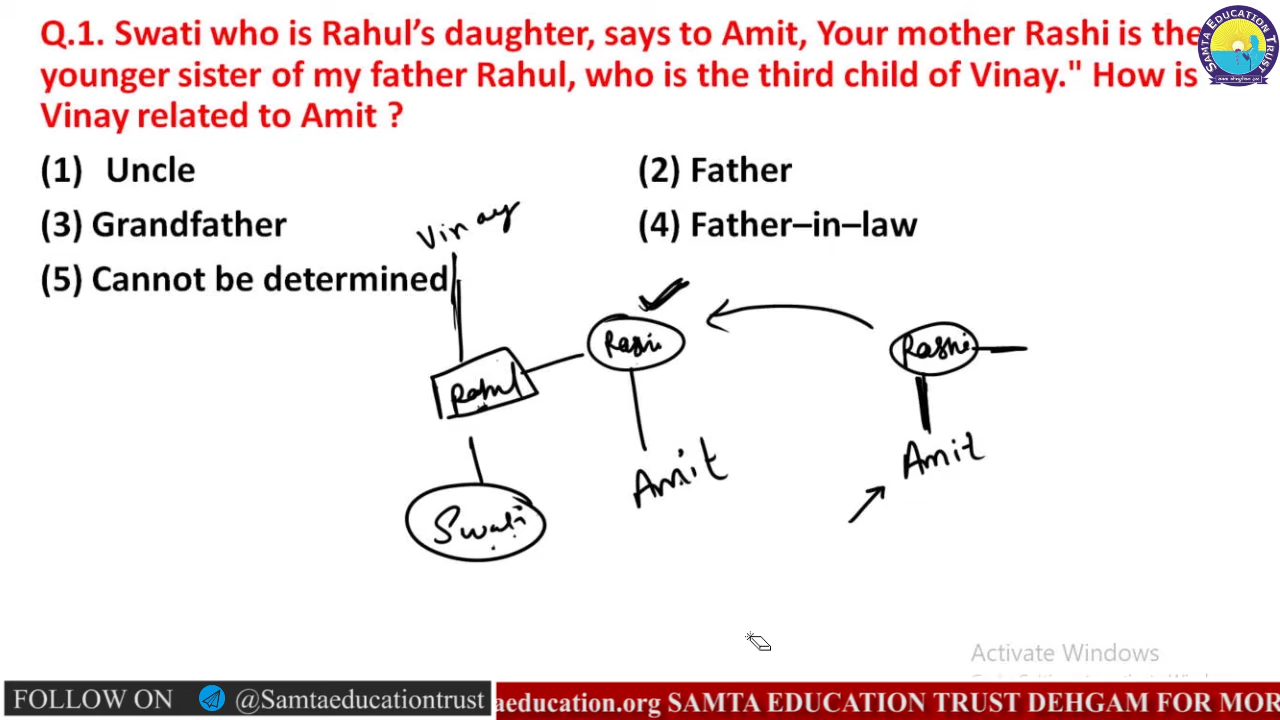 Q.1. Swati who is Rahul’s daughter, says to Amit, Your mother Rashi is the
younger sister of my father Rahul, who is the third child of Vinay." How is
Vinay related to Amit ?
(1) Uncle
(2) Father
(3) Grandfather
(4) Father–in–law
(5) Cannot be determined
Vinay
Rahul
Rashi
Rashi
Amit
Amit
Swati
SAMTA EDUCATION TRUST
Activate Windows
FOLLOW ON @Samtaeducationtrust
aeducation.org SAMTA EDUCATION TRUST DEHGAM FOR MOR